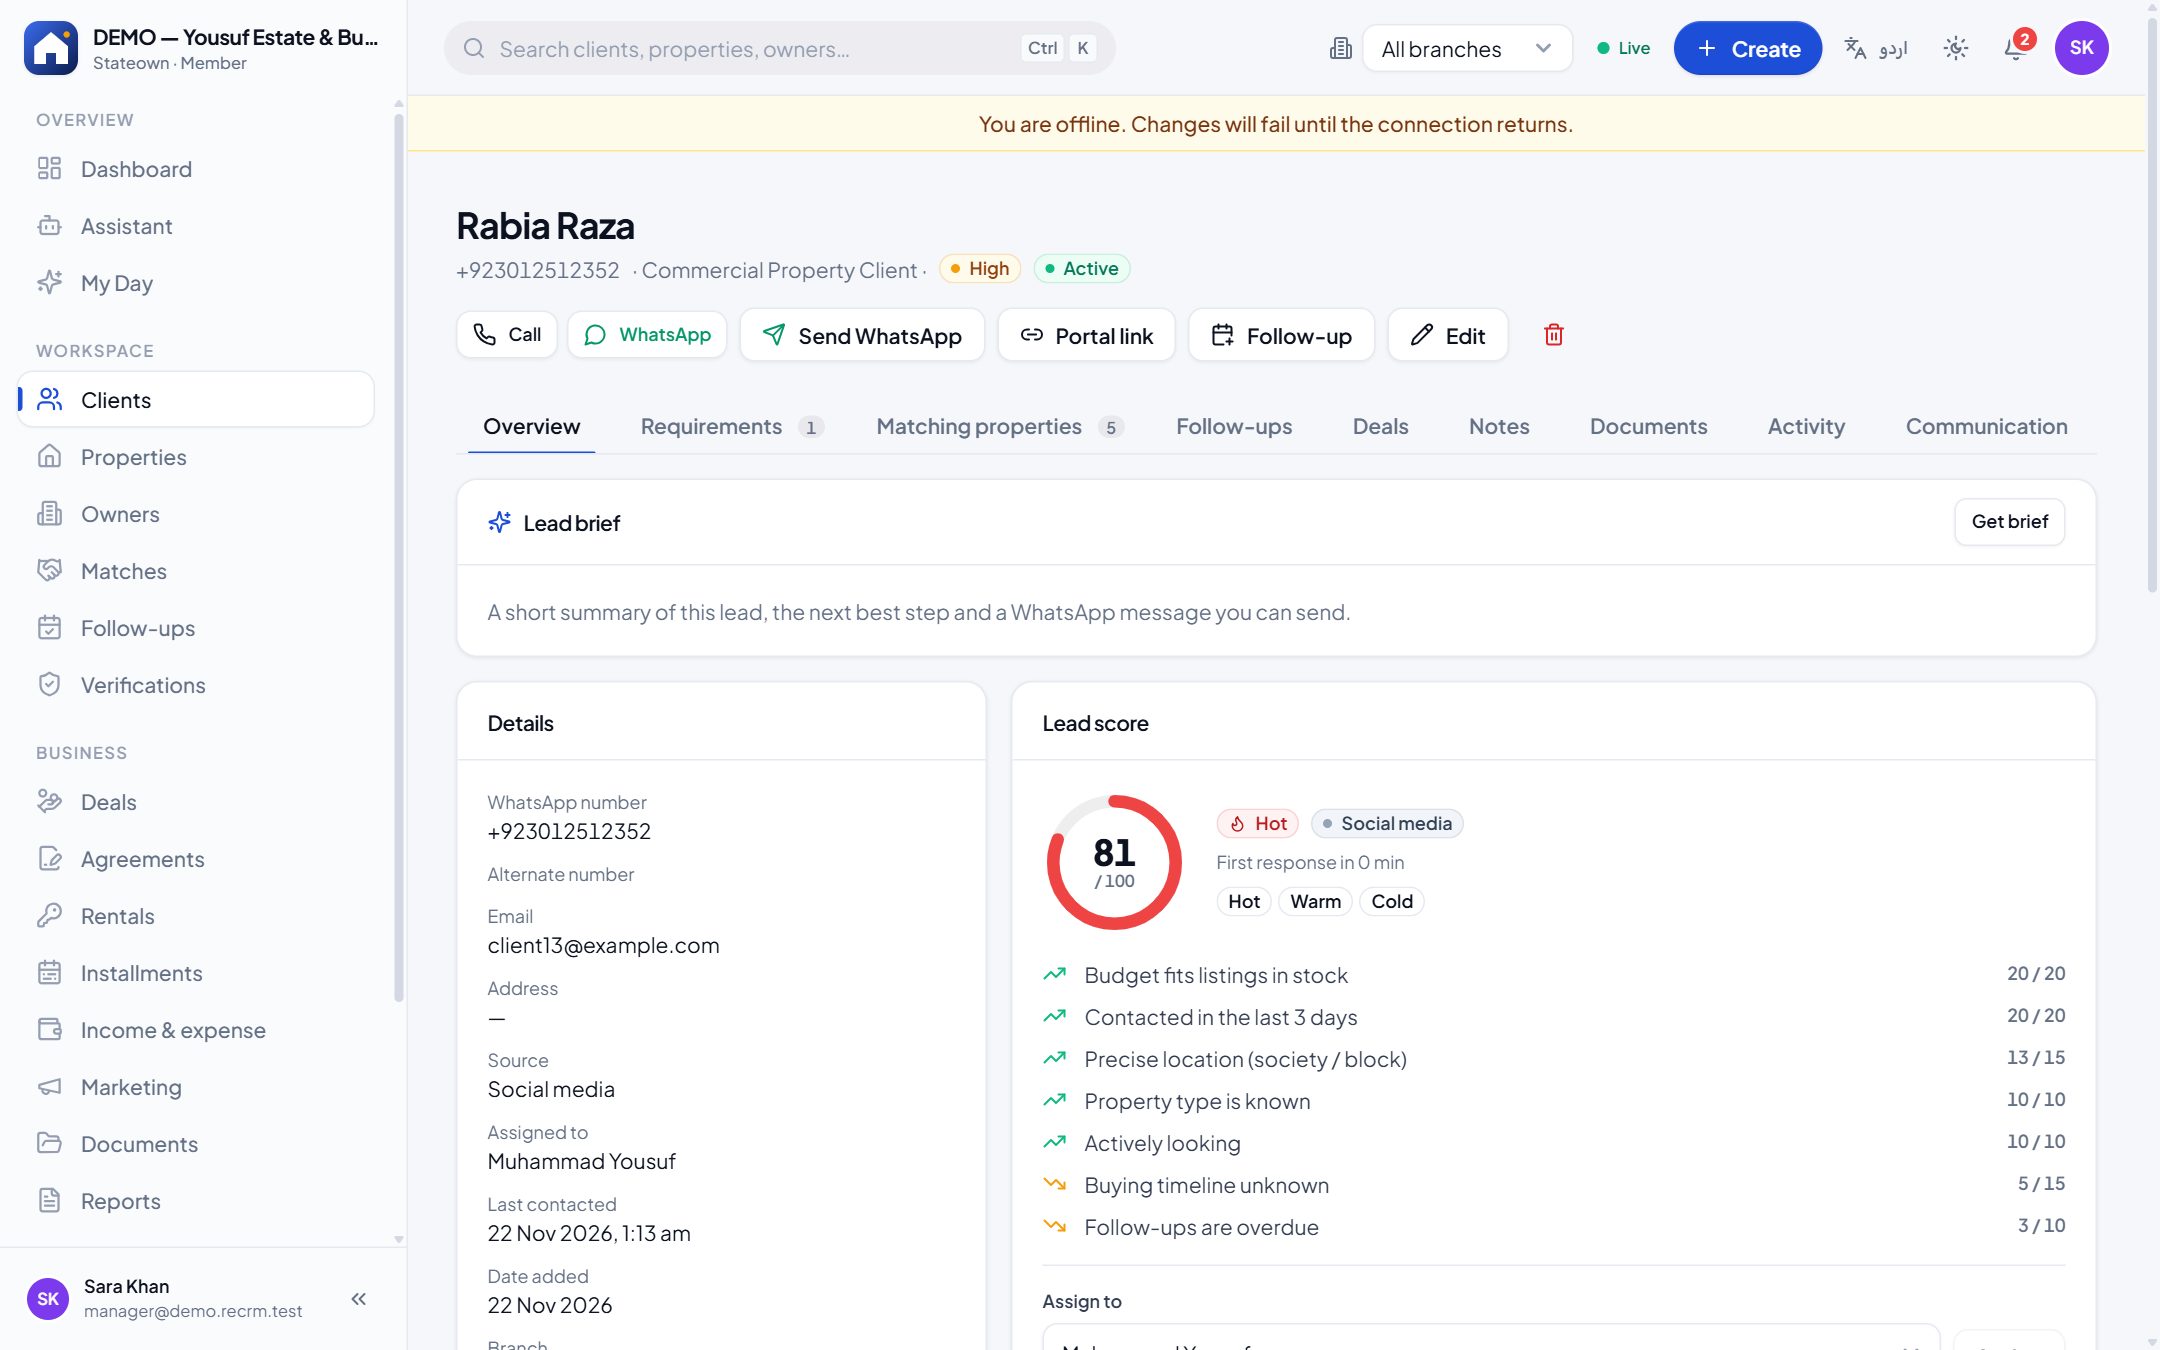 DEMO — Yousuf Estate & Bu...
Stateown · Member
Search clients, properties, owners...
Ctrl K
All branches
Live
+ Create
اردو
2
SK
You are offline. Changes will fail until the connection returns.
OVERVIEW
Dashboard
Assistant
My Day
WORKSPACE
Clients
Properties
Owners
Matches
Follow-ups
Verifications
BUSINESS
Deals
Agreements
Rentals
Installments
Income & expense
Marketing
Documents
Reports
SK
Sara Khan
manager@demo.recrm.test
Rabia Raza
+923012512352 · Commercial Property Client · High Active
Call WhatsApp Send WhatsApp Portal link Follow-up Edit
Overview Requirements 1 Matching properties 5 Follow-ups Deals Notes Documents Activity Communication
Lead brief
Get brief
A short summary of this lead, the next best step and a WhatsApp message you can send.
Details
WhatsApp number
+923012512352
Alternate number
Email
client13@example.com
Address
—
Source
Social media
Assigned to
Muhammad Yousuf
Last contacted
22 Nov 2026, 1:13 am
Date added
22 Nov 2026
Branch
Lead score
81
/ 100
Hot Social media
First response in 0 min
Hot Warm Cold
Budget fits listings in stock 20 / 20
Contacted in the last 3 days 20 / 20
Precise location (society / block) 13 / 15
Property type is known 10 / 10
Actively looking 10 / 10
Buying timeline unknown 5 / 15
Follow-ups are overdue 3 / 10
Assign to